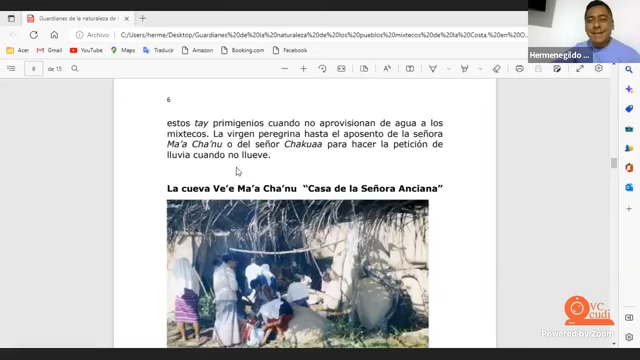 Guardianes de la naturaleza de l
Archivo
C:/Users/herme/Desktop/Guardianes%20de%20la%20naturaleza%20de%20los%20pueblos%20mixtecos%20de%20la%20Costa.%20en%20O...
Acer
Gmail
YouTube
Maps
Traducir
Amazon
Booking.com
Facebook
Hermenegildo ...
6
de 15
6
estos tay primigenios cuando no aprovisionan de agua a los
mixtecos. La virgen peregrina hasta el aposento de la señora
Ma’a Cha’nu o del señor Chakuaa para hacer la petición de
lluvia cuando no llueve.
La cueva Ve’e Ma’a Cha’nu “Casa de la Señora Anciana”
VC
cudi
Powered by Zoom